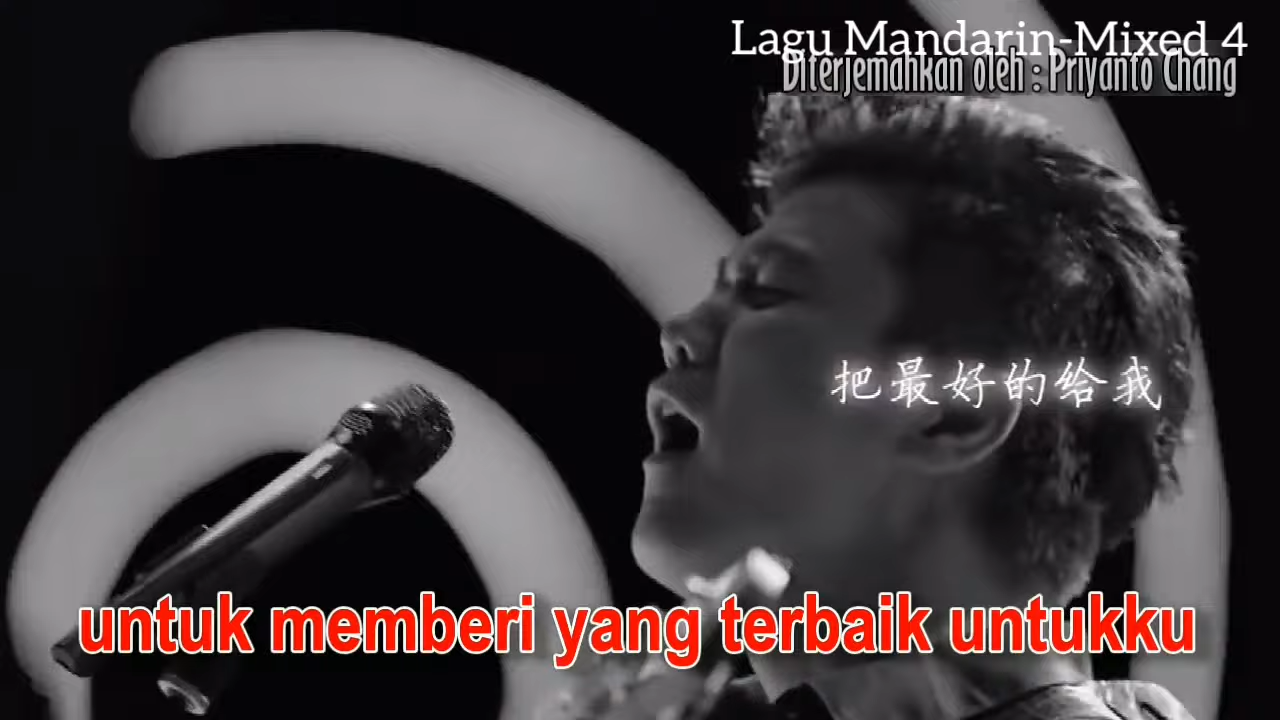 Lagu Mandarin-Mixed 4
Diterjemahkan oleh : Priyanto Chang
把最好的给我
untuk memberi yang terbaik untukku